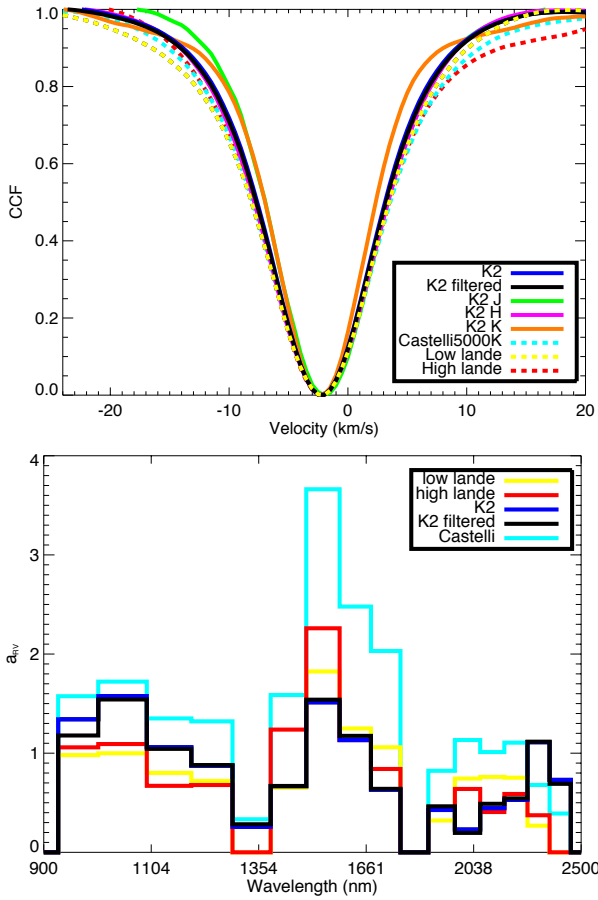 1.0
0.8
0.6
0.4
0.2
0.0
CCF
K2
K2 filtered
K2 J
K2 H
K2 K
Castelli5000K
Low lande
High lande
-20 -10 0 10 20
Velocity (km/s)
4
3
2
1
0
aRV
low lande
high lande
K2
K2 filtered
Castelli
900 1104 1354 1661 2038 2500
Wavelength (nm)